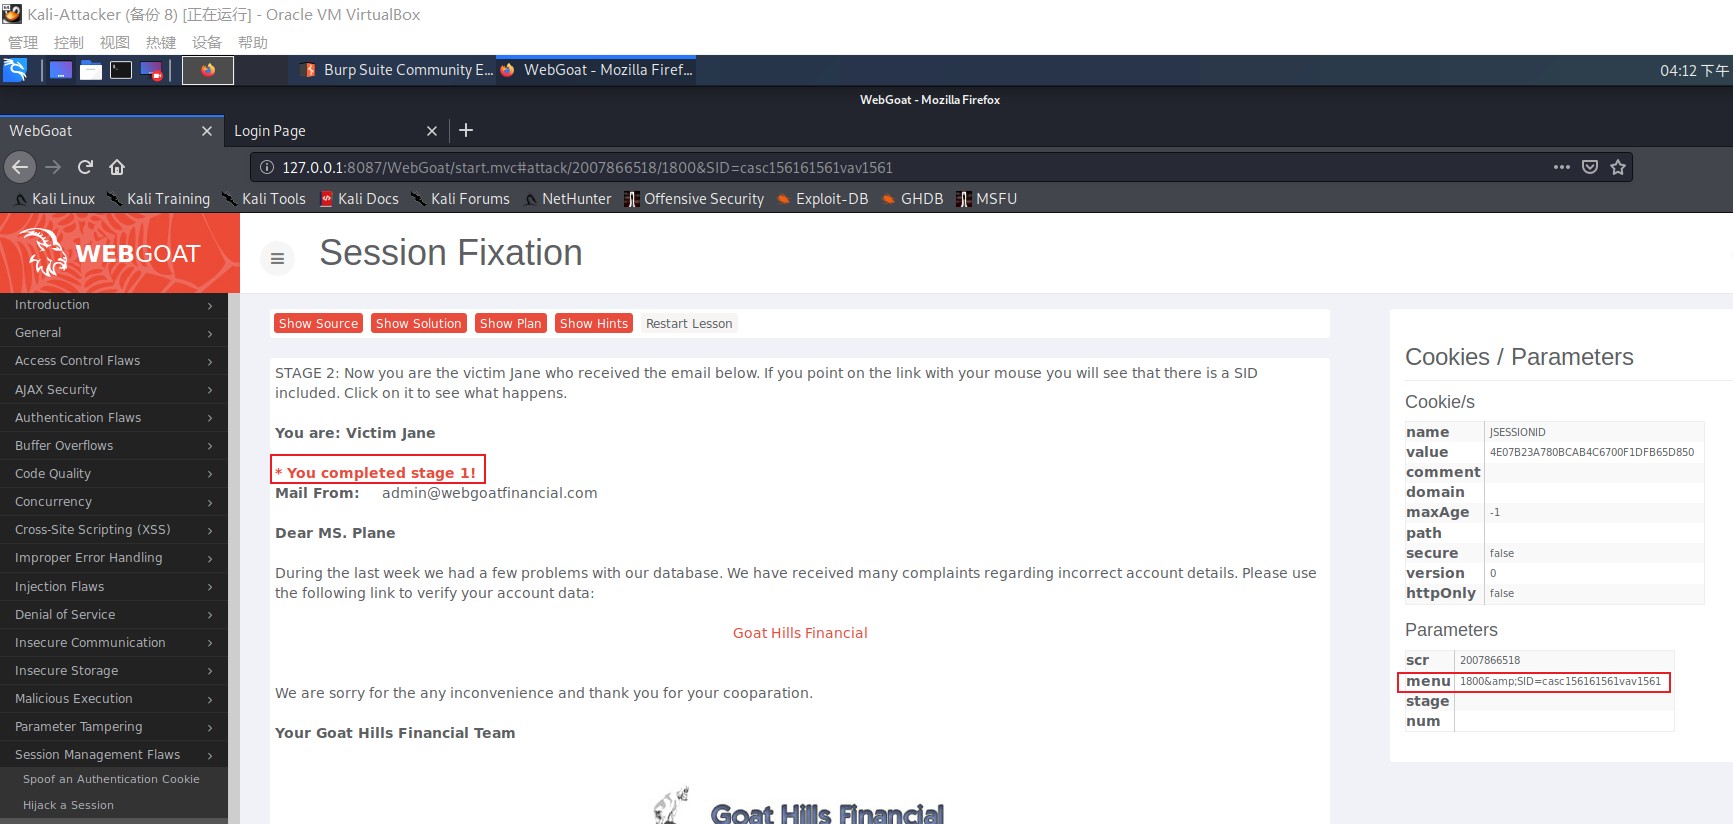 Kali-Attacker (备份 8) [正在运行] - Oracle VM VirtualBox
管理 控制 视图 热键 设备 帮助
Burp Suite Community E... WebGoat - Mozilla Firef... 04:12 下午
WebGoat - Mozilla Firefox
WebGoat Login Page
127.0.0.1:8087/WebGoat/start.mvc#attack/2007866518/1800&SID=casc156161561vav1561
Kali Linux Kali Training Kali Tools Kali Docs Kali Forums NetHunter Offensive Security Exploit-DB GHDB MSFU
WEBGOAT
Session Fixation
Introduction
General
Access Control Flaws
AJAX Security
Authentication Flaws
Buffer Overflows
Code Quality
Concurrency
Cross-Site Scripting (XSS)
Improper Error Handling
Injection Flaws
Denial of Service
Insecure Communication
Insecure Storage
Malicious Execution
Parameter Tampering
Session Management Flaws
Spoof an Authentication Cookie
Hijack a Session
Show Source Show Solution Show Plan Show Hints Restart Lesson
STAGE 2: Now you are the victim Jane who received the email below. If you point on the link with your mouse you will see that there is a SID
included. Click on it to see what happens.
You are: Victim Jane
* You completed stage 1!
Mail From: admin@webgoatfinancial.com
Dear MS. Plane
During the last week we had a few problems with our database. We have received many complaints regarding incorrect account details. Please use
the following link to verify your account data:
Goat Hills Financial
We are sorry for the any inconvenience and thank you for your cooparation.
Your Goat Hills Financial Team
Goat Hills Financial
Cookies / Parameters
Cookie/s
name JSESSIONID
value 4E07B23A780BCAB4C6700F1DFB65D850
comment
domain
maxAge -1
path
secure false
version 0
httpOnly false
Parameters
scr 2007866518
menu 1800&amp;SID=casc156161561vav1561
stage
num